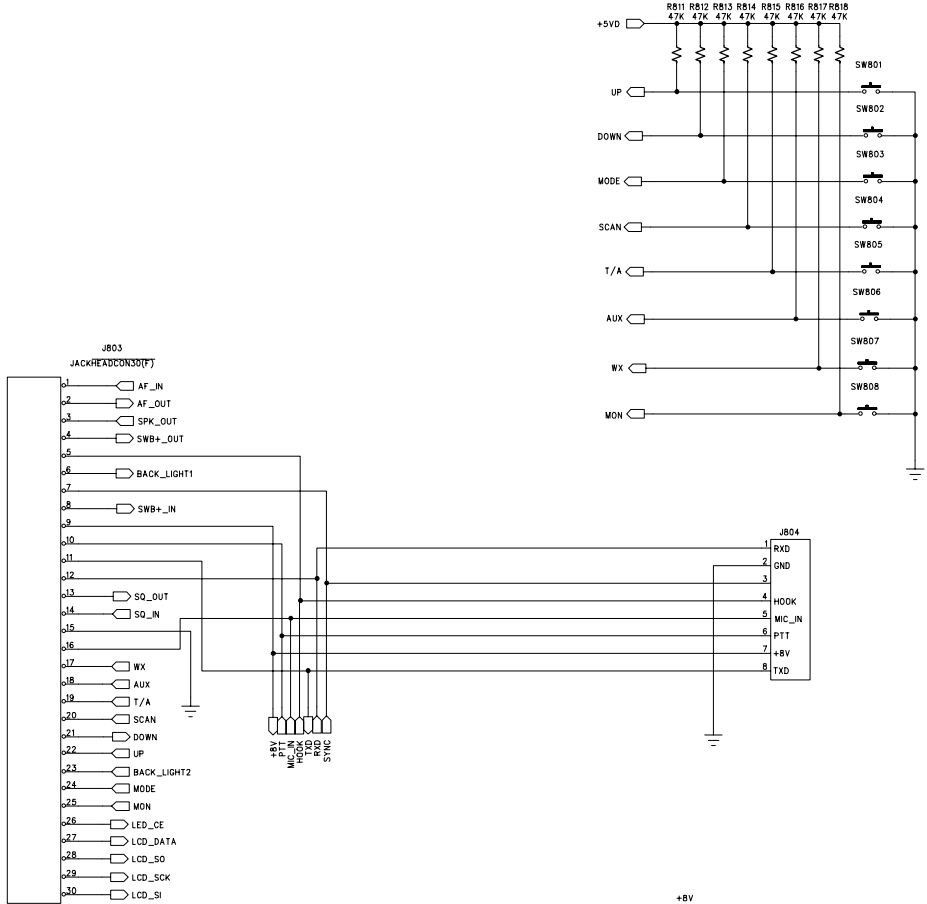 R811 R812 R813 R814 R815 R816 R817 R818
47K 47K 47K 47K 47K 47K 47K 47K
+5VD
SW801
UP
SW802
DOWN
SW803
MODE
SW804
SCAN
SW805
T/A
SW806
AUX
SW807
WX
SW808
MON
J803
JACKHEADCON30(F)
1 AF_IN
2 AF_OUT
3 SPK_OUT
4 SWB+_OUT
5
6 BACK_LIGHT1
7
8 SWB+_IN
9
10
11
12
13 SQ_OUT
14 SQ_IN
15
16
17 WX
18 AUX
19 T/A
20 SCAN
21 DOWN
22 UP
23 BACK_LIGHT2
24 MODE
25 MON
26 LED_CE
27 LCD_DATA
28 LCD_SO
29 LCD_SCK
30 LCD_SI
+8V
PTT
MIC_IN
HOOK
TXD
RXD
SYNC
J804
1 RXD
2 GND
3
4 HOOK
5 MIC_IN
6 PTT
7 +8V
8 TXD
+8V